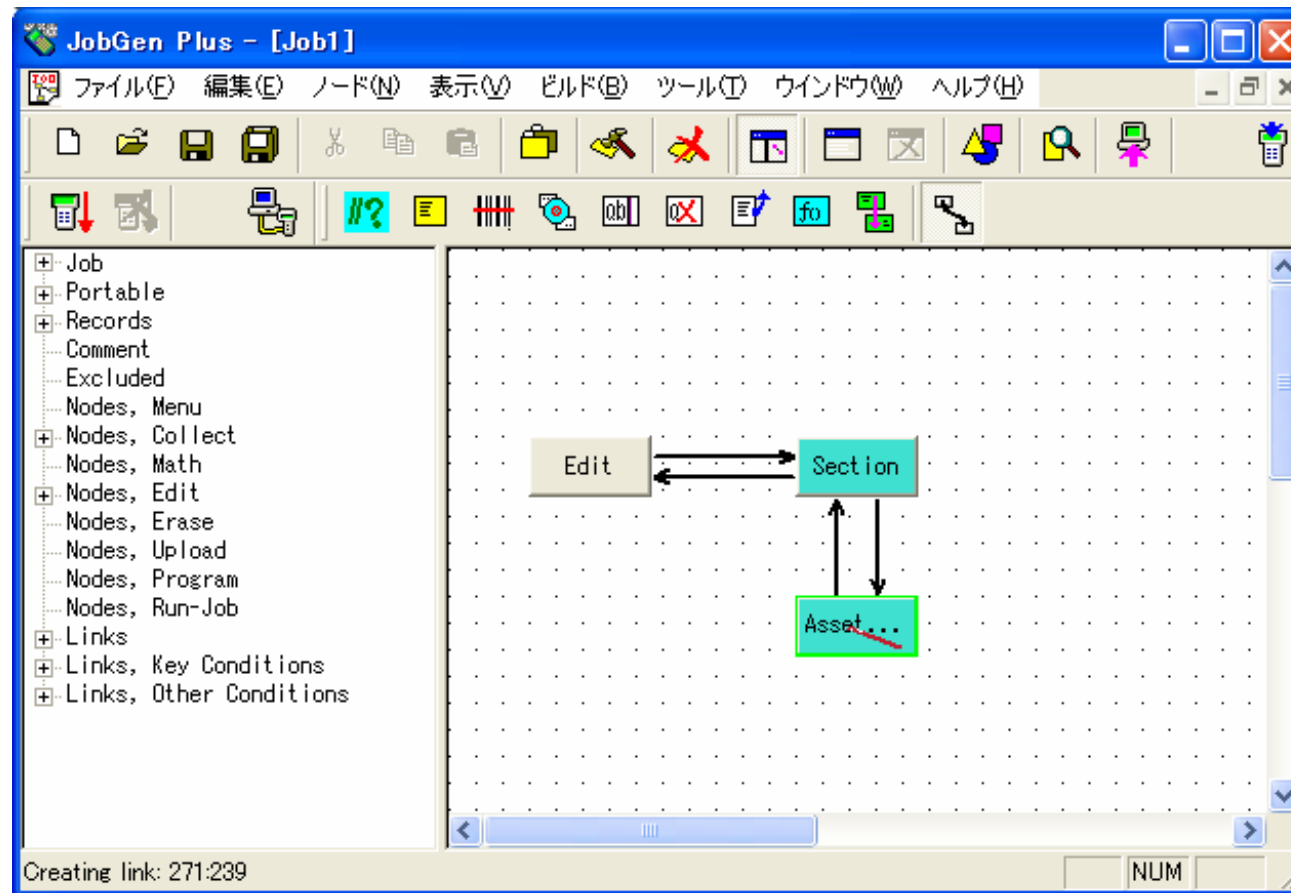 JobGen Plus - [Job1]
ファイル(F) 編集(E) ノード(N) 表示(V) ビルド(B) ツール(T) ウインドウ(W) ヘルプ(H)
//?
ab
fo
Job
Portable
Records
Comment
Excluded
Nodes, Menu
Nodes, Collect
Nodes, Math
Nodes, Edit
Nodes, Erase
Nodes, Upload
Nodes, Program
Nodes, Run-Job
Links
Links, Key Conditions
Links, Other Conditions
Edit
Section
Asset...
Creating link: 271:239
NUM